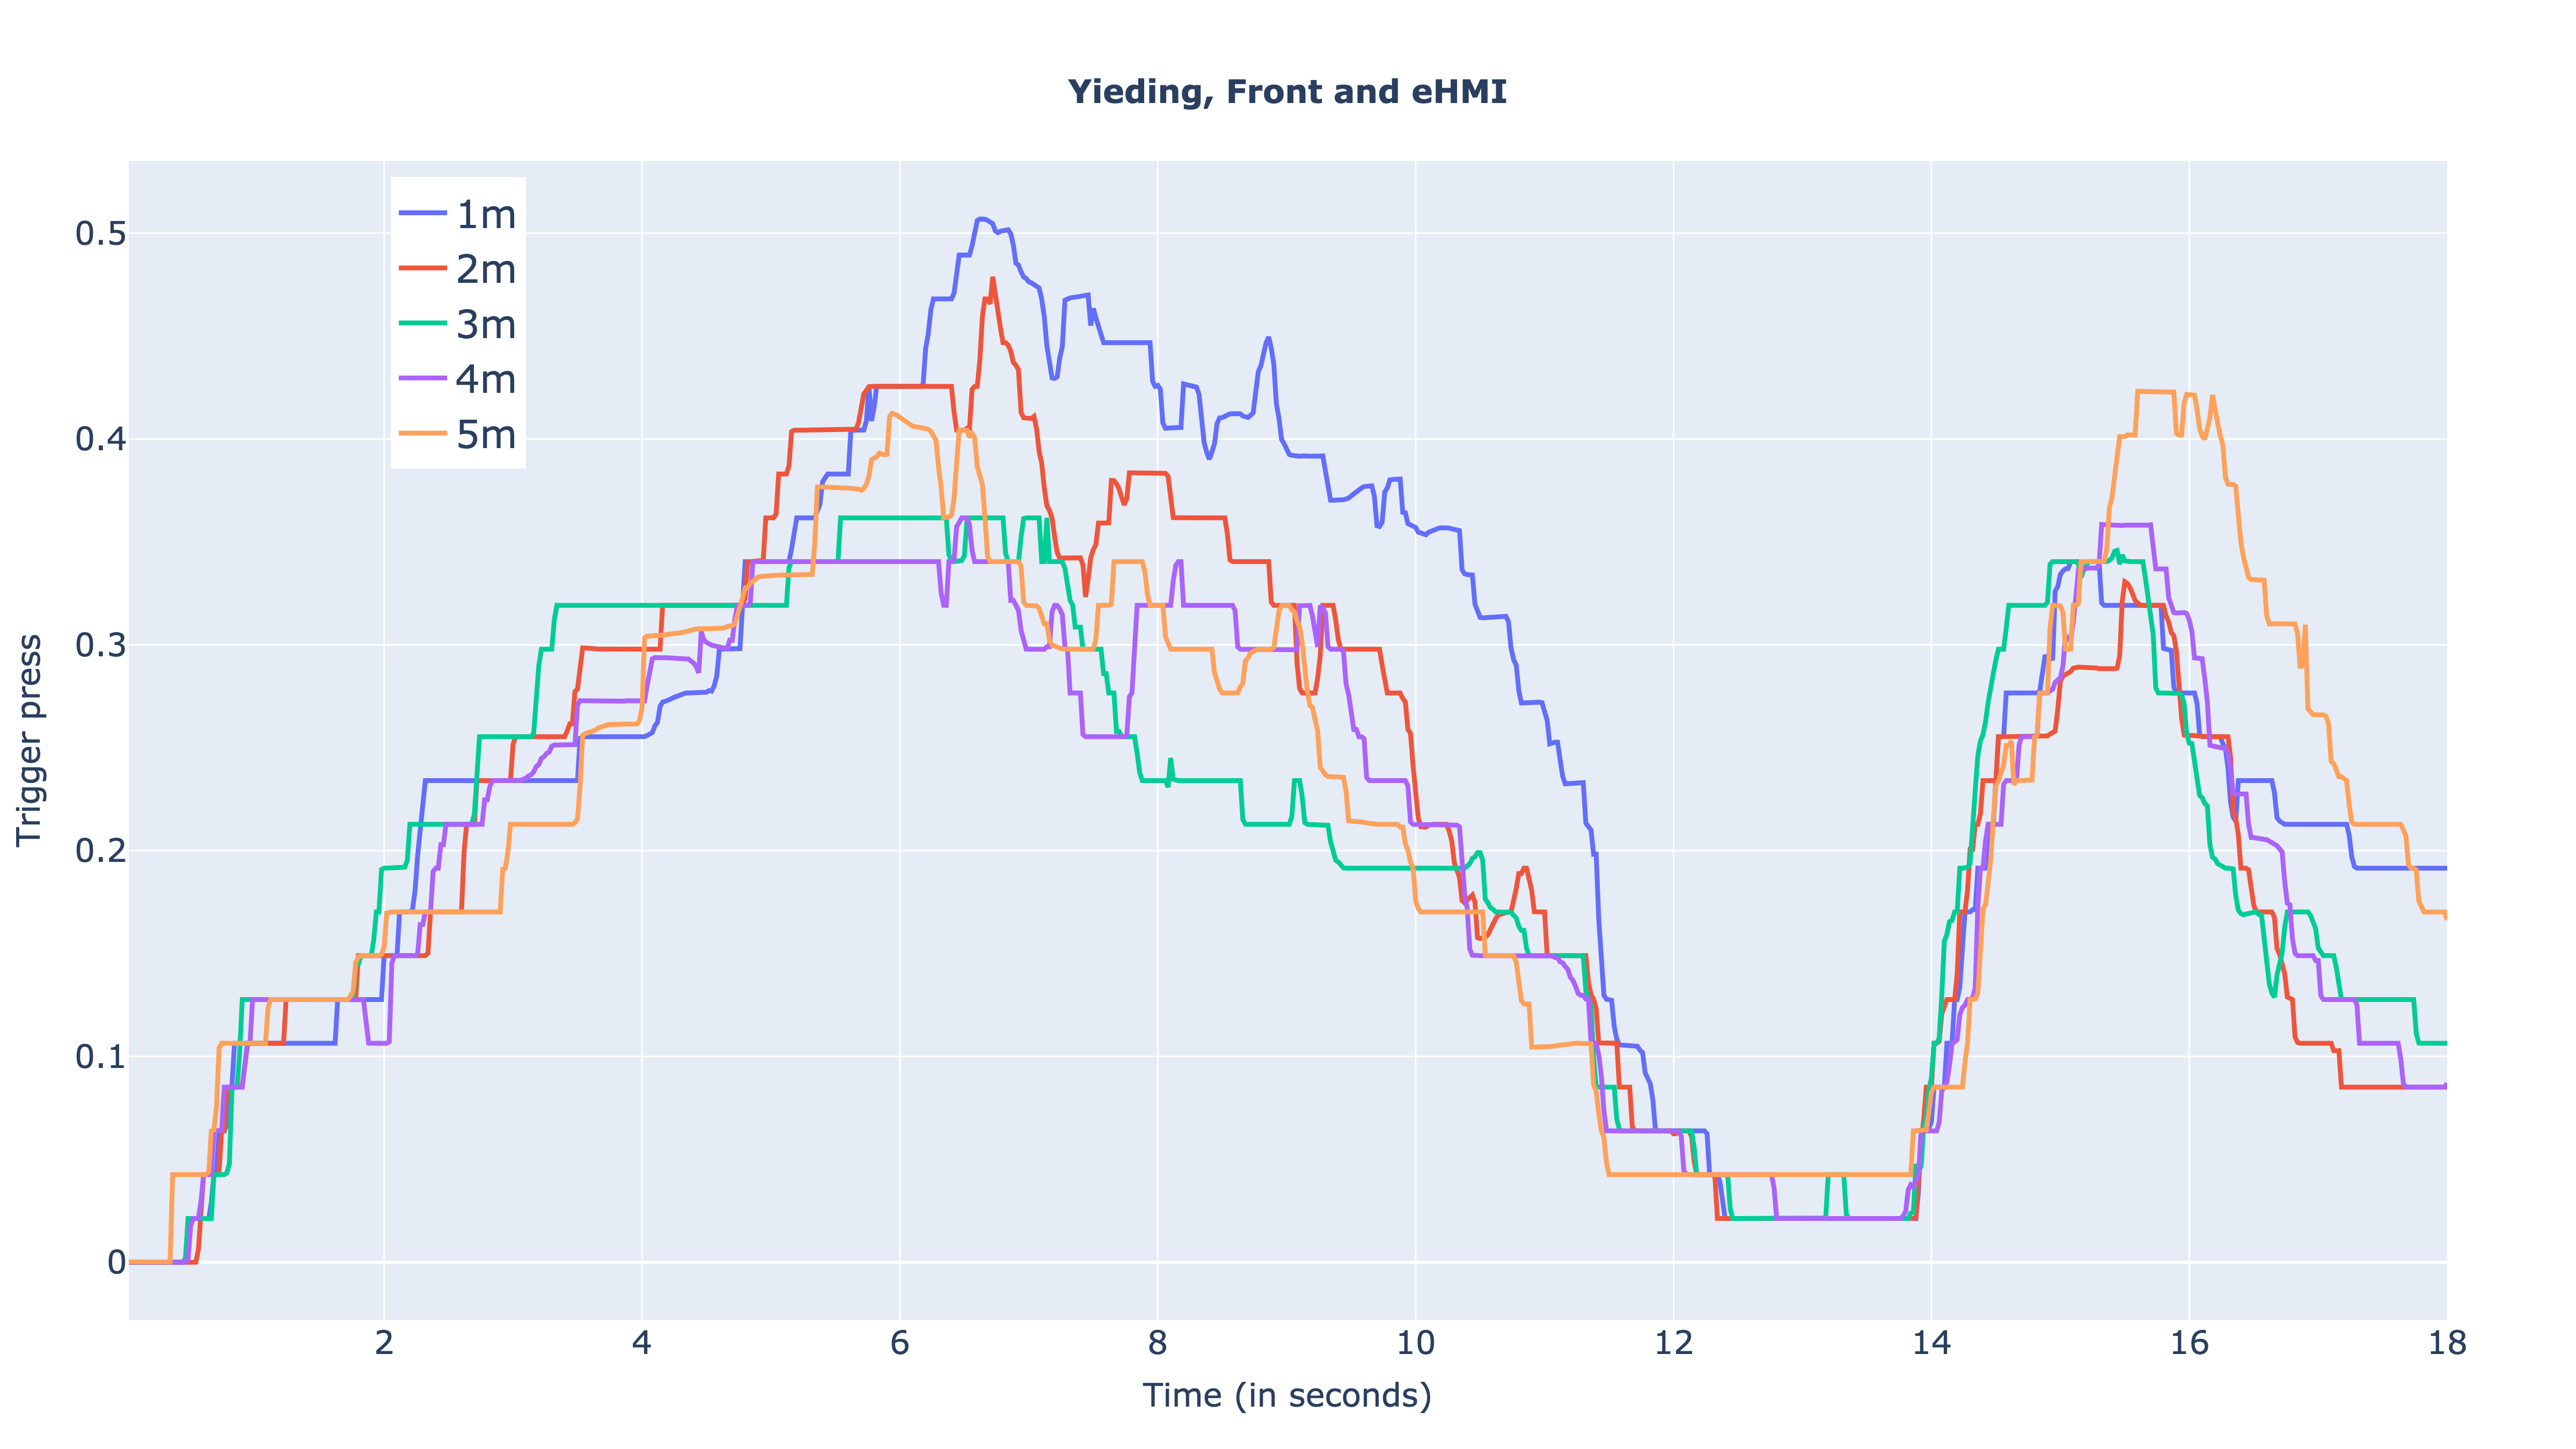 Yieding, Front and eHMI
1m
2m
3m
4m
5m
Trigger press
0.5
0.4
0.3
0.2
0.1
0
2 4 6 8 10 12 14 16 18
Time (in seconds)